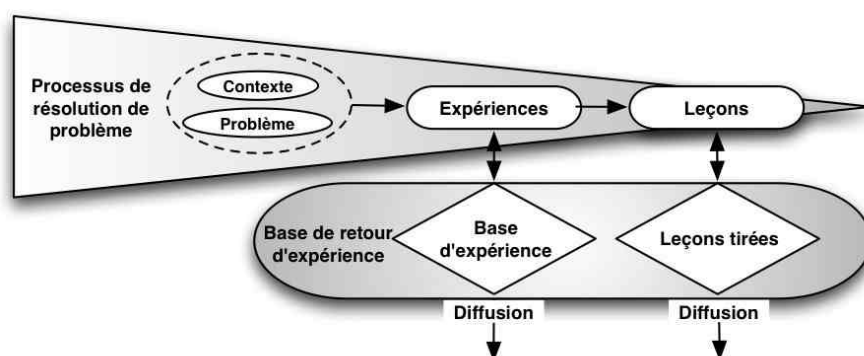 Processus de
résolution de
problème
Contexte
Problème
Expériences
Leçons
Base de retour
d'expérience
Base
d'expérience
Leçons tirées
Diffusion
Diffusion